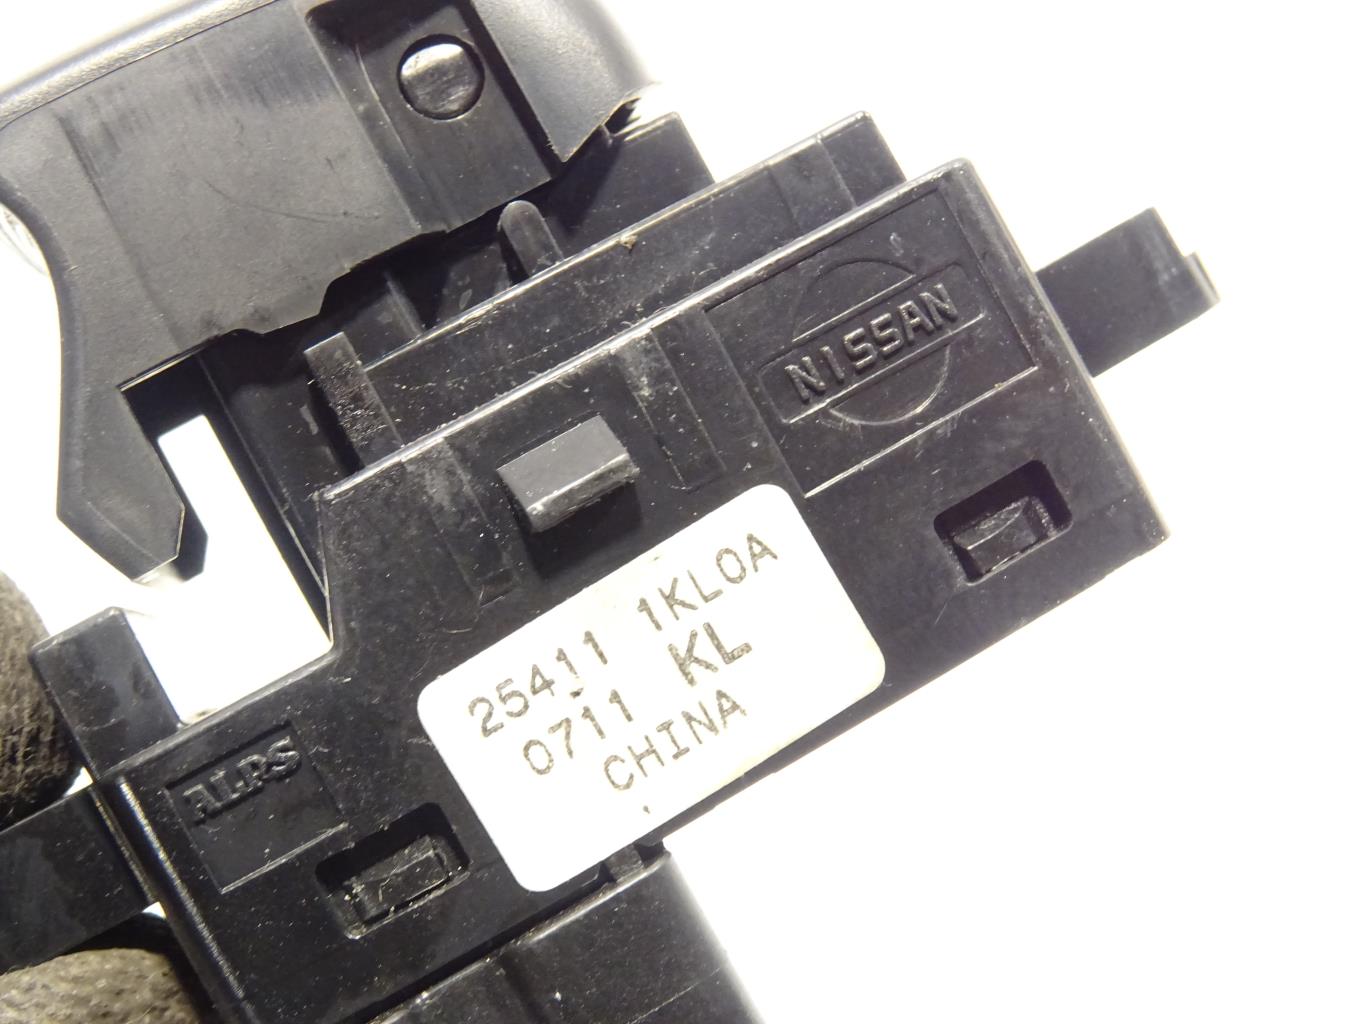 NISSAN
25411 1KL0A
0711 KL
CHINA
ALPS